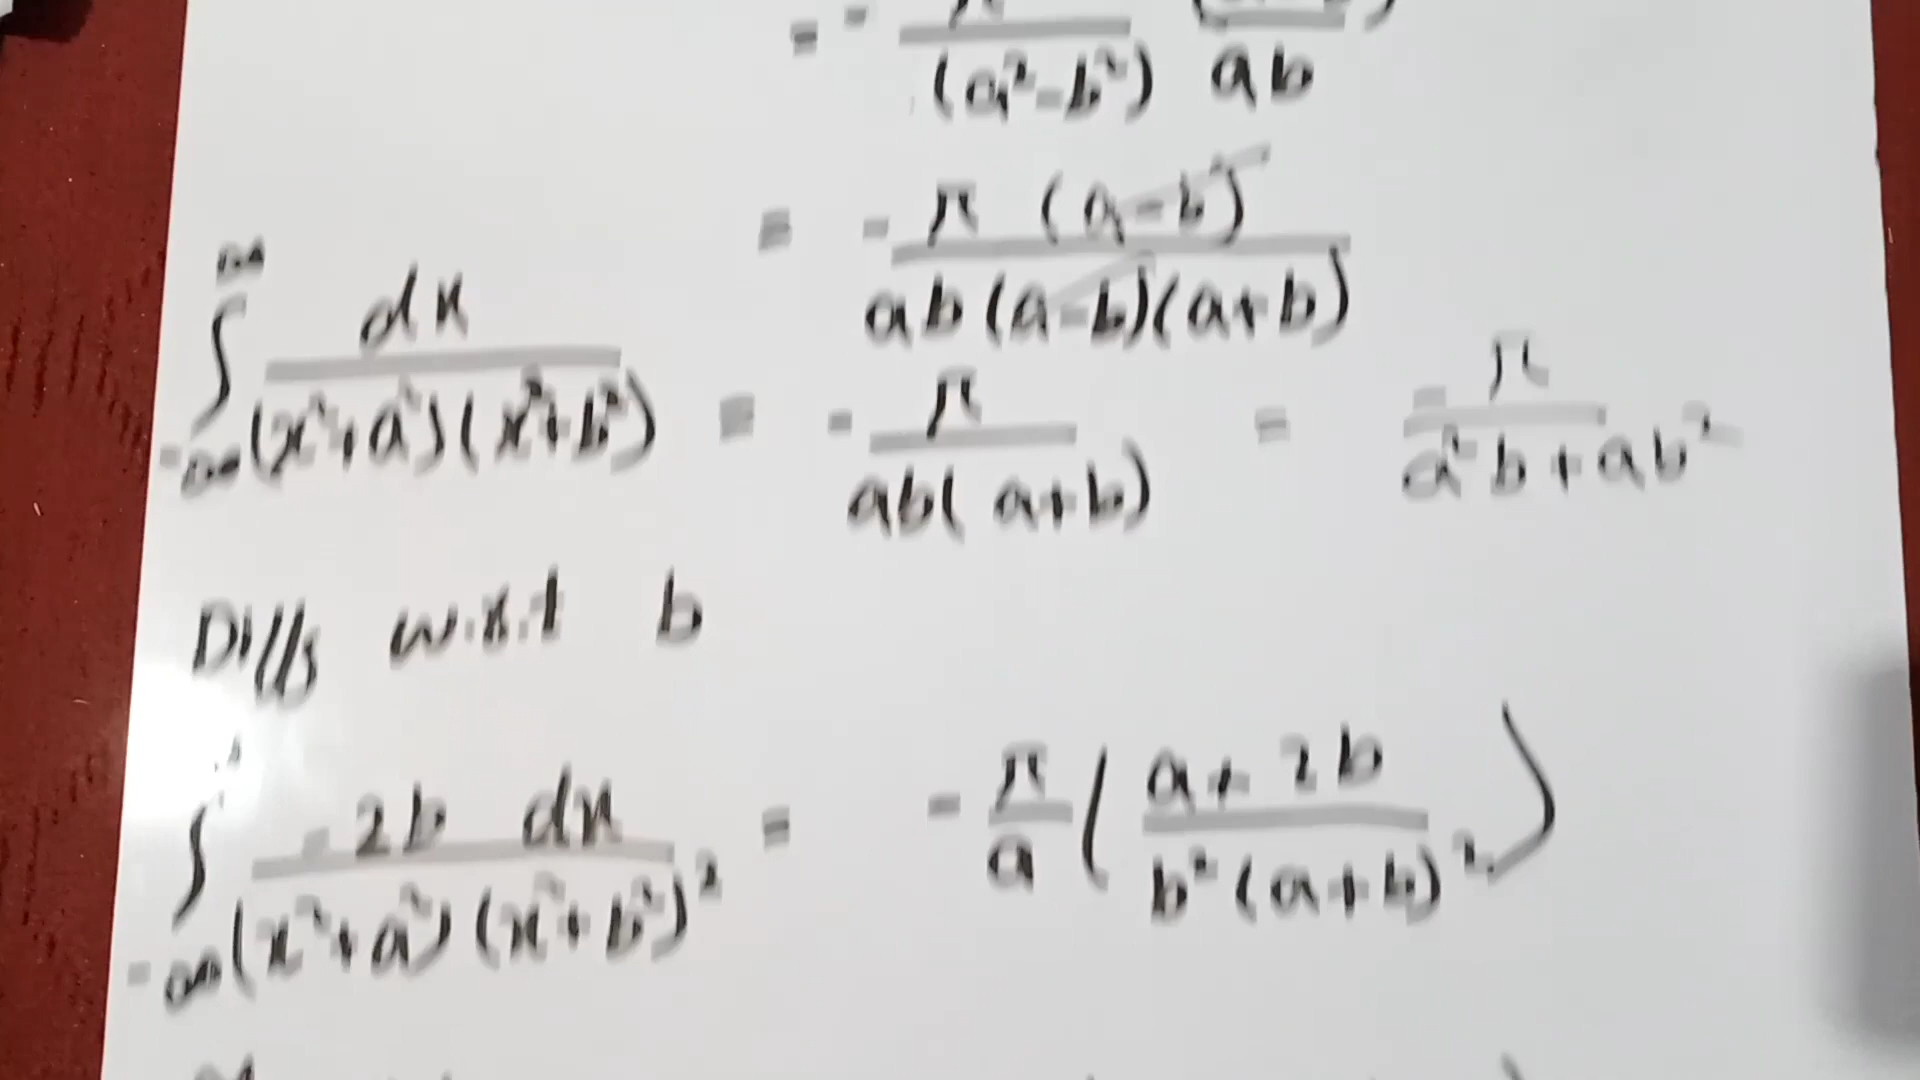 = - π / (a²-b²) ab
= - π (a-b) / ab (a-b)(a+b)
∫_{-∞}^{∞} dx / (x²+a²)(x²+b²) = - π / ab(a+b) = - π / a²b+ab²
Diff w.r.t b
∫_{-∞} -2b dx / (x²+a²)(x²+b²)² = - π/a ( a+2b / b²(a+b)² )